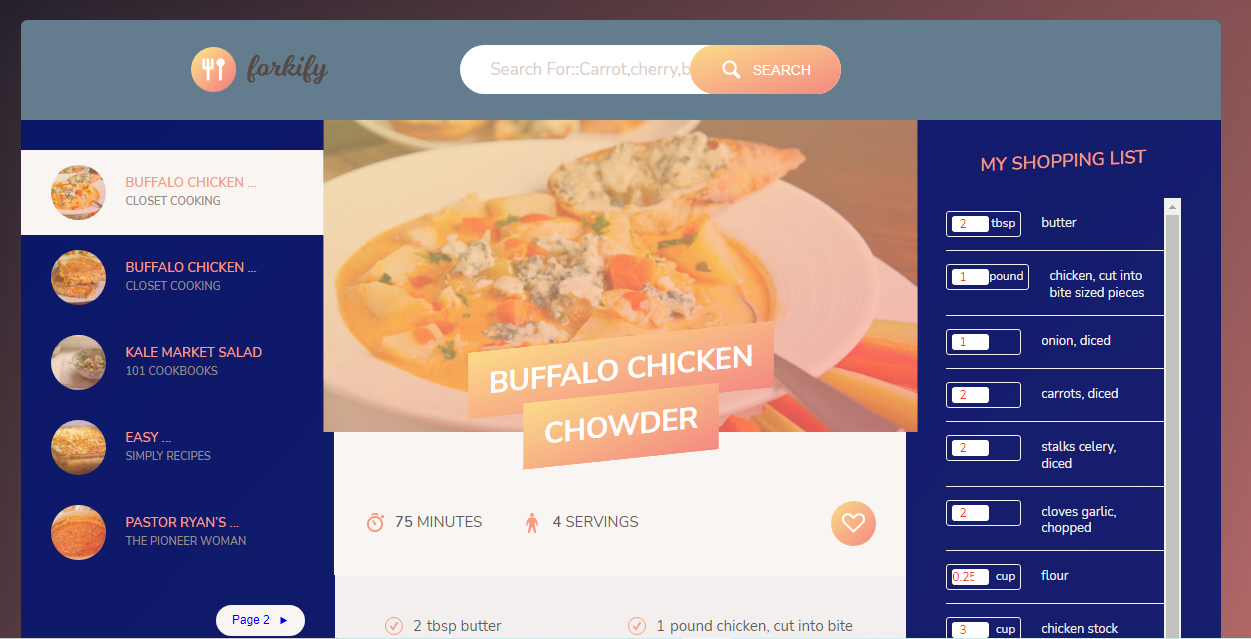 forkify
Search For::Carrot,cherry,b
SEARCH
BUFFALO CHICKEN ...
CLOSET COOKING
BUFFALO CHICKEN ...
CLOSET COOKING
KALE MARKET SALAD
101 COOKBOOKS
EASY ...
SIMPLY RECIPES
PASTOR RYAN'S ...
THE PIONEER WOMAN
Page 2
BUFFALO CHICKEN
CHOWDER
75 MINUTES
4 SERVINGS
2 tbsp butter
1 pound chicken, cut into bite
MY SHOPPING LIST
2 tbsp butter
1 pound chicken, cut into
bite sized pieces
1 onion, diced
2 carrots, diced
2 stalks celery,
diced
2 cloves garlic,
chopped
0.25 cup flour
3 cup chicken stock